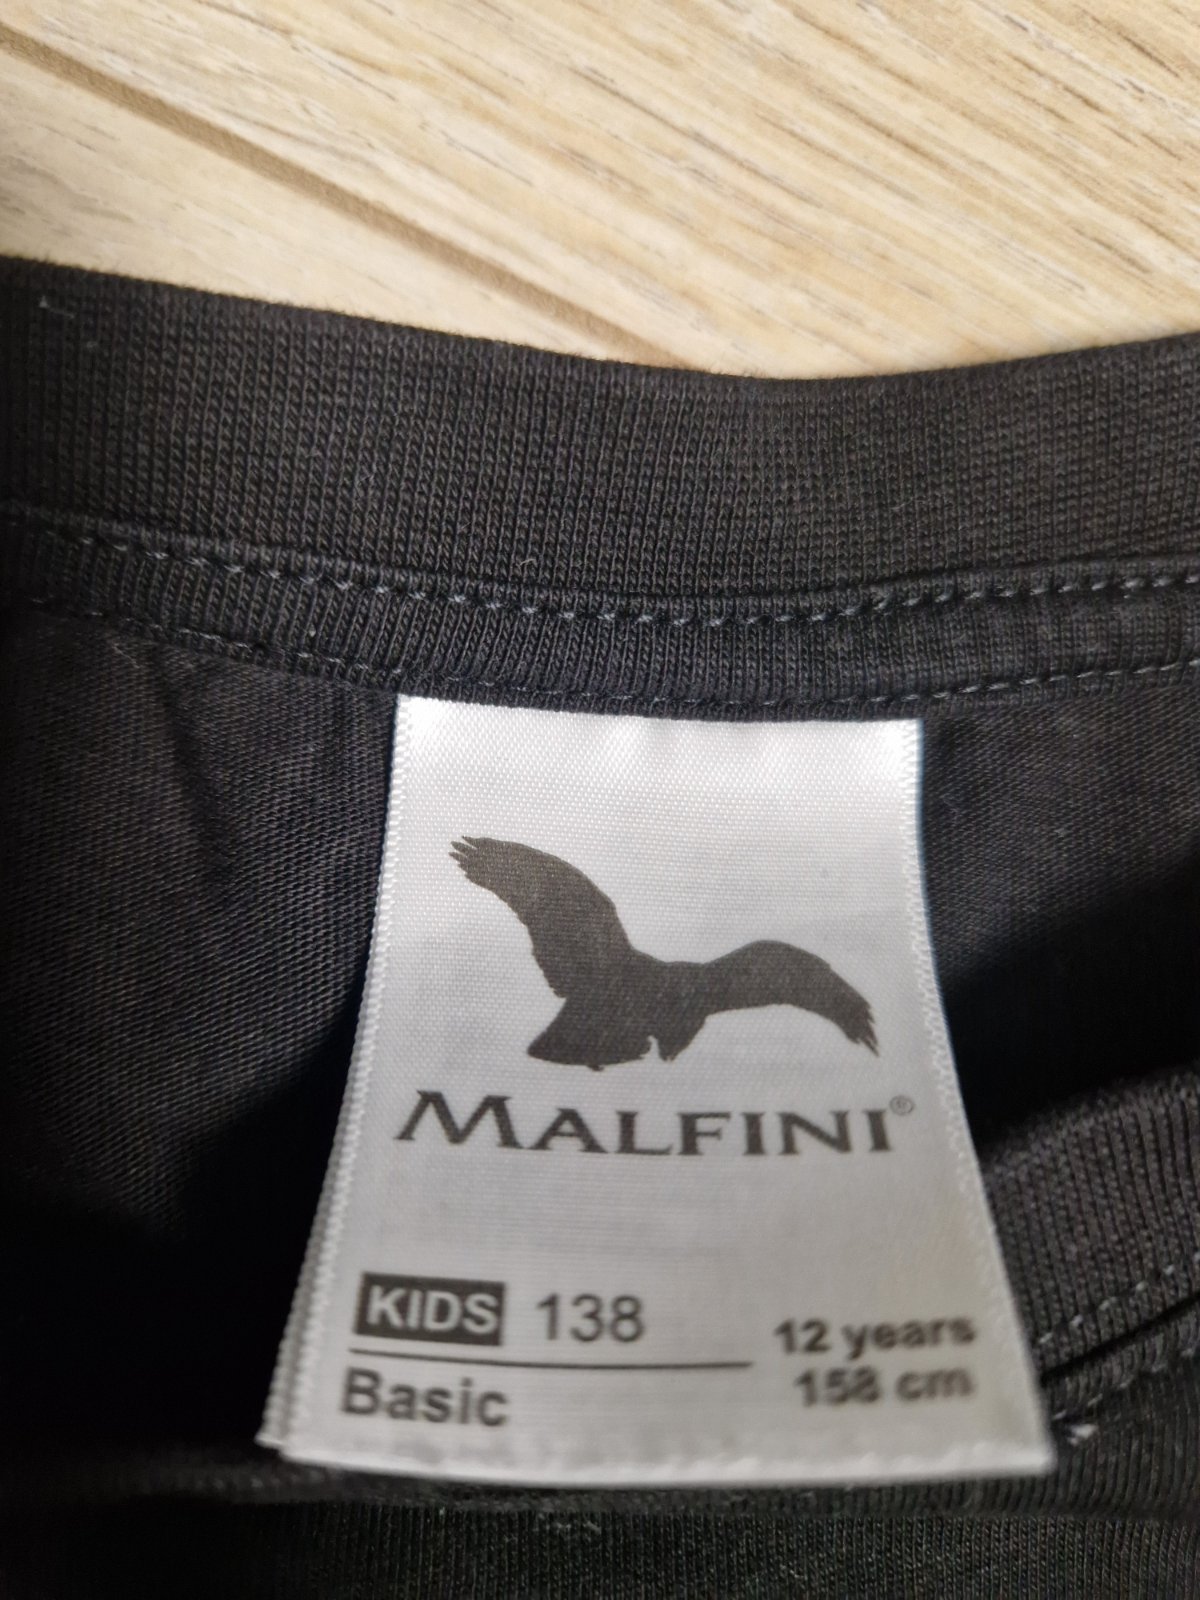 MALFINI®
KIDS 138
Basic
12 years
158 cm